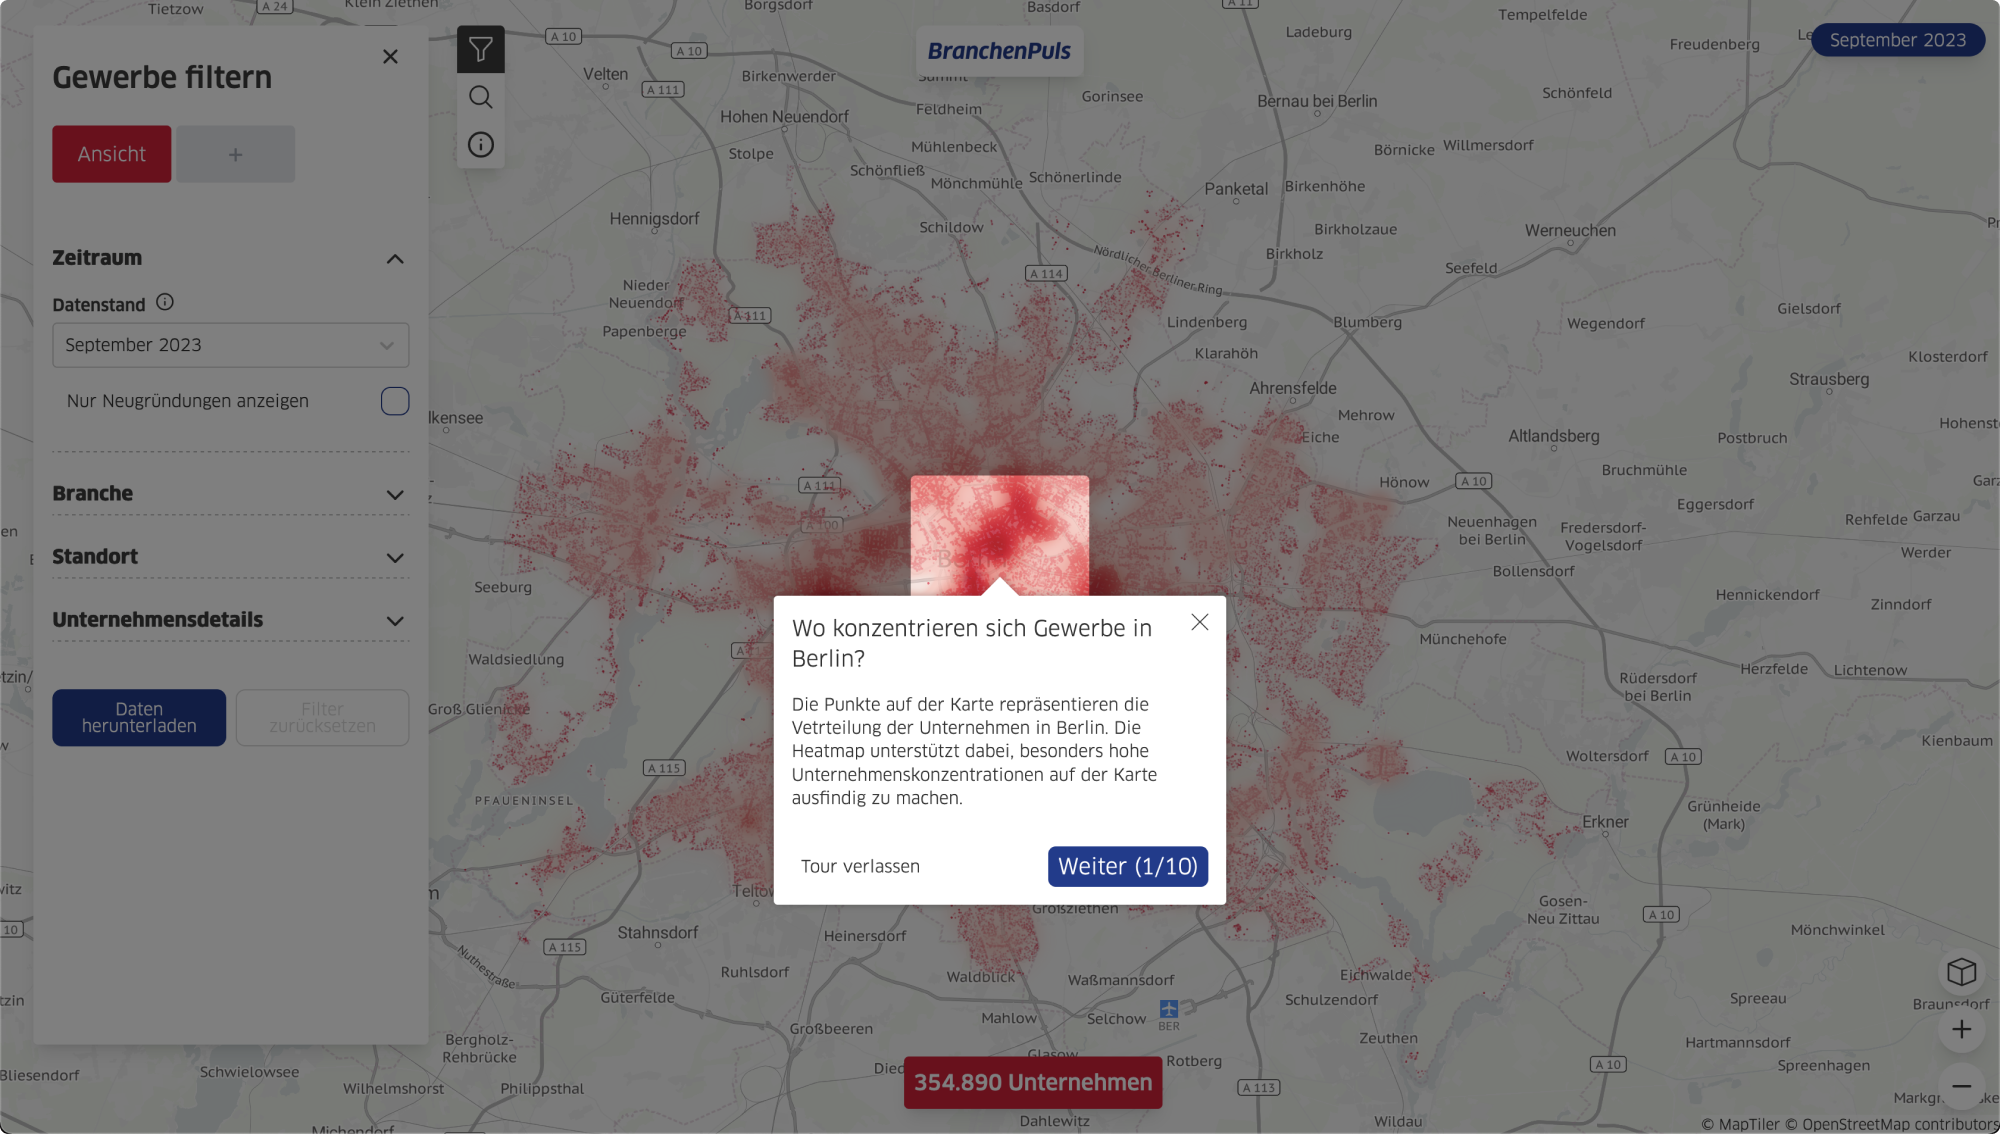 Gewerbe filtern
Ansicht
+
Zeitraum
Datenstand
September 2023
Nur Neugründungen anzeigen
Branche
Standort
Unternehmensdetails
Daten
herunterladen
Filter
zurücksetzen
BranchenPuls
September 2023
Wo konzentrieren sich Gewerbe in
Berlin?
Die Punkte auf der Karte repräsentieren die
Vetrteilung der Unternehmen in Berlin. Die
Heatmap unterstützt dabei, besonders hohe
Unternehmenskonzentrationen auf der Karte
ausfindig zu machen.
Tour verlassen
Weiter (1/10)
354.890 Unternehmen
Tietzow
A 24
Klein Ziethen
Borgsdorf
Basdorf
A 11
Tempelfelde
Ladeburg
Freudenberg
A 10
A 10
Velten
Birkenwerder
Summt
A 111
Gorinsee
Bernau bei Berlin
Schönfeld
Hohen Neuendorf
Feldheim
Stolpe
Mühlenbeck
Börnicke
Willmersdorf
Schönfließ
Mönchmühle
Schönerlinde
Panketal
Birkenhöhe
Hennigsdorf
Schildow
Birkholzaue
Werneuchen
Nördlicher Berliner Ring
Birkholz
Seefeld
A 114
Nieder
Neuendorf
A 111
Gielsdorf
Papenberge
Lindenberg
Blumberg
Wegendorf
Klarahöh
Klosterdorf
Ahrensfelde
Strausberg
Mehrow
lkensee
Eiche
Altlandsberg
Postbruch
Hohenst
Bruchmühle
A 111
Hönow
A 10
Garz
Eggersdorf
A 100
Neuenhagen
bei Berlin
Fredersdorf-
Vogelsdorf
Rehfelde
Garzau
Werder
Seeburg
Bollensdorf
Hennickendorf
Zinndorf
Münchehofe
Waldsiedlung
Herzfelde
Lichtenow
Rüdersdorf
bei Berlin
Groß Glienicke
Woltersdorf
A 10
Kienbaum
A 115
PFAUENINSEL
Grünheide
(Mark)
Erkner
Teltow
Großziethen
Gosen-
Neu Zittau
A 10
10
Stahnsdorf
A 115
Heinersdorf
Mönchwinkel
Nuthestraße
Ruhlsdorf
Waldblick
Waßmannsdorf
Eichwalde
Güterfelde
Schulzendorf
Spreeau
Braunsdorf
Mahlow
Selchow
BER
Großbeeren
Zeuthen
Bergholz-
Rehbrücke
Hartmannsdorf
Glasow
Rotberg
A 10
Spreenhagen
Bliesendorf
Schwielowsee
Wilhelmshorst
Philippsthal
A 113
Dahlewitz
Wildau
Michendorf
© MapTiler © OpenStreetMap contributors